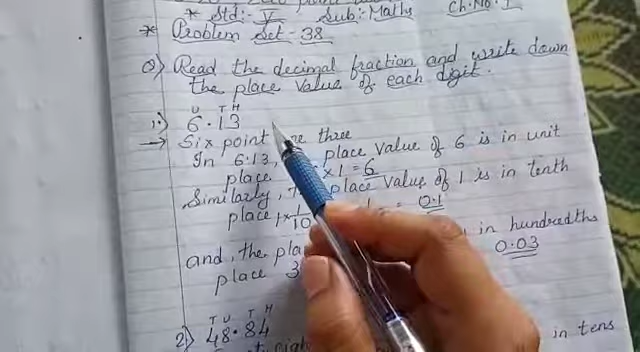 * Std:- V Sub:- Maths Ch. No. 7
* Problem Set - 38
Q) Read the decimal fraction and write down
the place value of each digit.
U T H
1) 6.13
→ Six point one three
In 6.13, place value of 6 is in unit
place × 1 = 6
Similarly, place value of 1 is in tenth
place, 1 × 1/10 = 0.1
and, the in hundredths
place 3 0.03
T U T H
2) 48.84
in tens